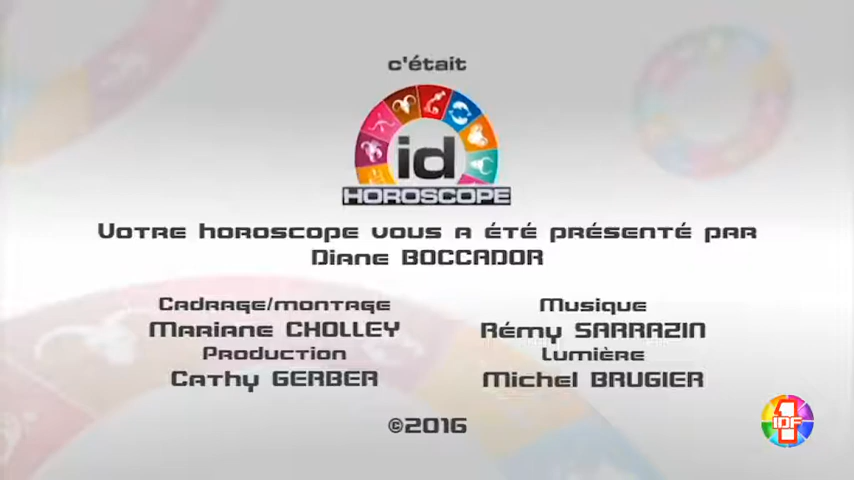 c'était
id
HOROSCOPE
Votre horoscope vous a été présenté par
Diane BOCCADOR
Cadrage/montage
Mariane CHOLLEY
Production
Cathy GERBER
Musique
Rémy SARRAZIN
Lumière
Michel BRUGIER
©2016
IDF
1